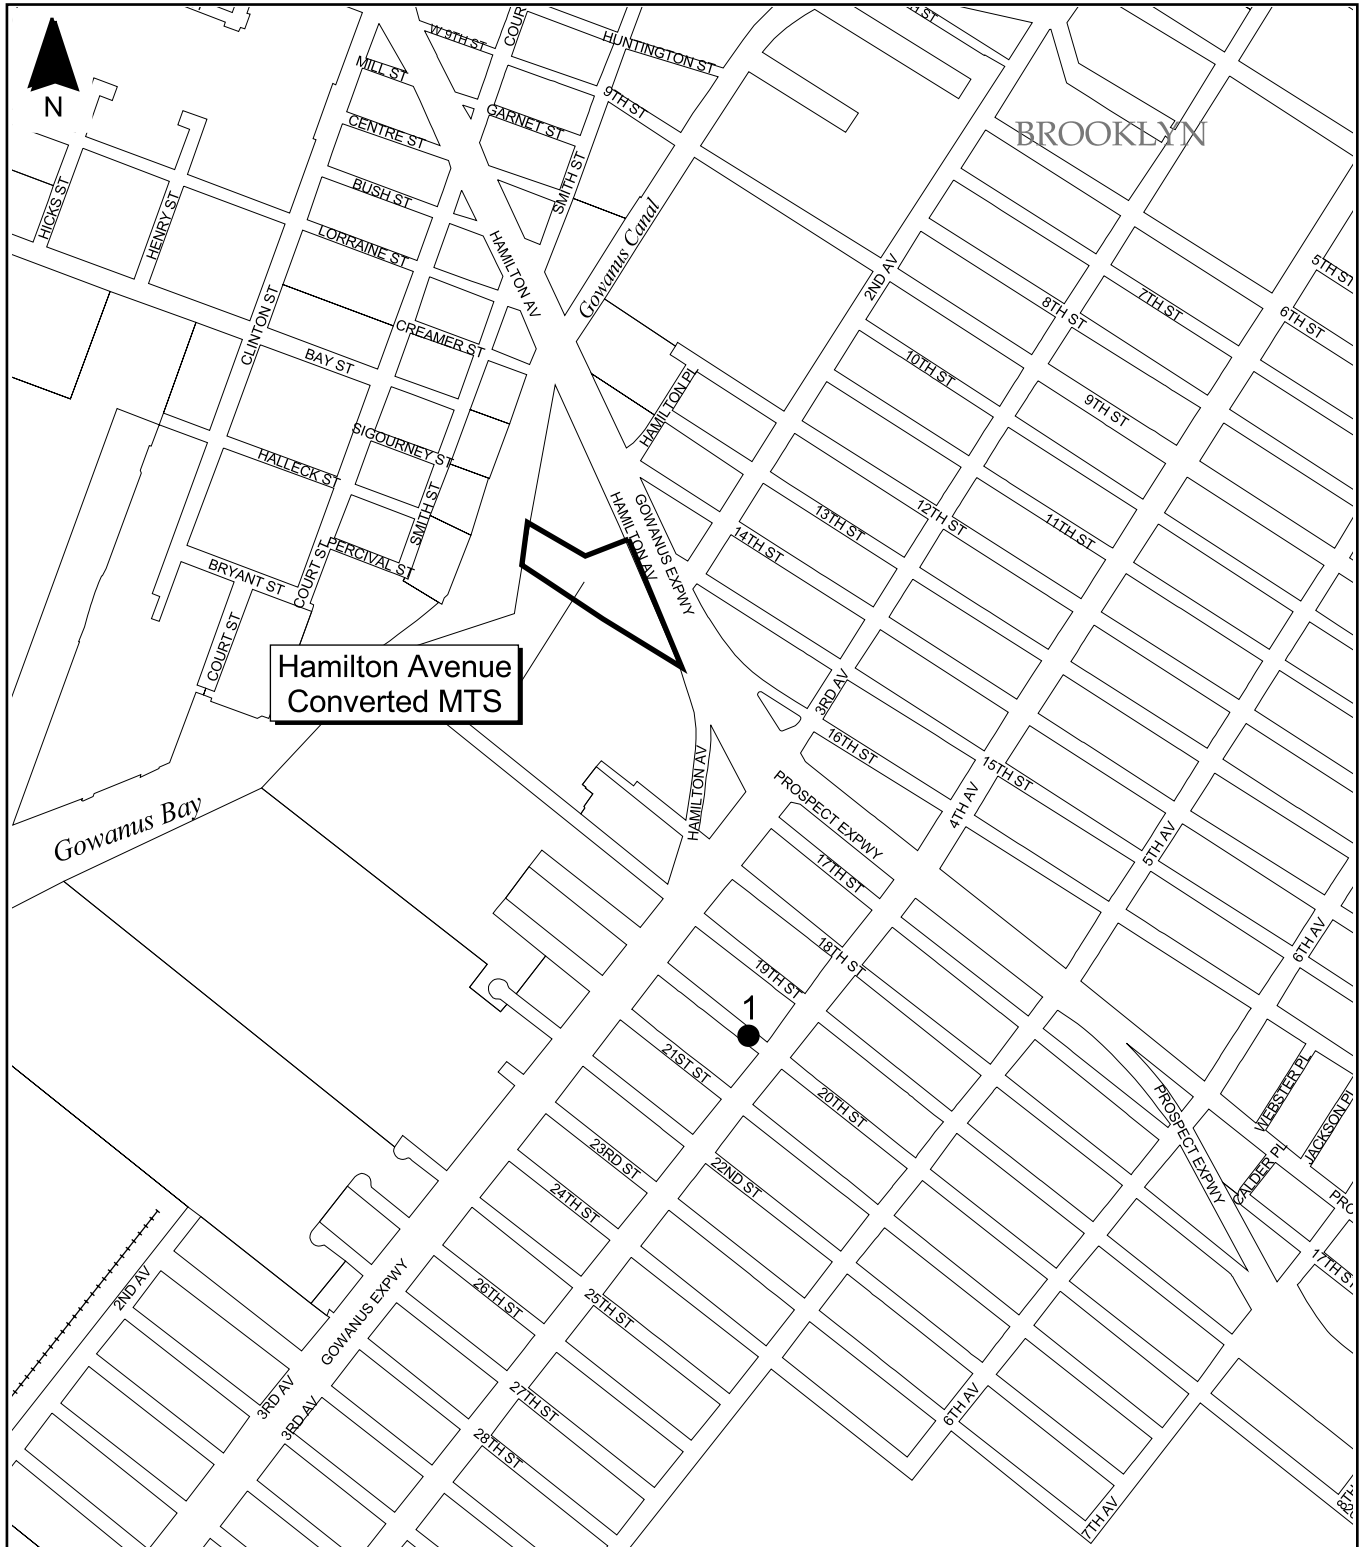 N
BROOKLYN
W 9TH ST
COUR
HUNTINGTON ST
MILL ST
9TH ST
GARNET ST
CENTRE ST
SMITH ST
BUSH ST
HICKS ST
HENRY ST
LORRAINE ST
HAMILTON AV
Gowanus Canal
2ND AV
5TH ST
6TH ST
7TH ST
8TH ST
CLINTON ST
CREAMER ST
BAY ST
10TH ST
9TH ST
HAMILTON PL
SIGOURNEY ST
HALLECK ST
SMITH ST
HAMILTON AV
GOWANUS EXPWY
13TH ST
12TH ST
11TH ST
14TH ST
PERCIVAL ST
BRYANT ST
COURT ST
COURT ST
Hamilton Avenue
Converted MTS
3RD AV
16TH ST
15TH ST
HAMILTON AV
PROSPECT EXPWY
4TH AV
5TH AV
Gowanus Bay
17TH ST
18TH ST
6TH AV
19TH ST
1
21ST ST
20TH ST
WEBSTER PL
JACKSON PL
PROSPECT EXPWY
CALDER PL
PRO
23RD ST
22ND ST
24TH ST
17TH ST
2ND AV
GOWANUS EXPWY
26TH ST
25TH ST
3RD AV
3RD AV
27TH ST
6TH AV
28TH ST
7TH AV
8TH